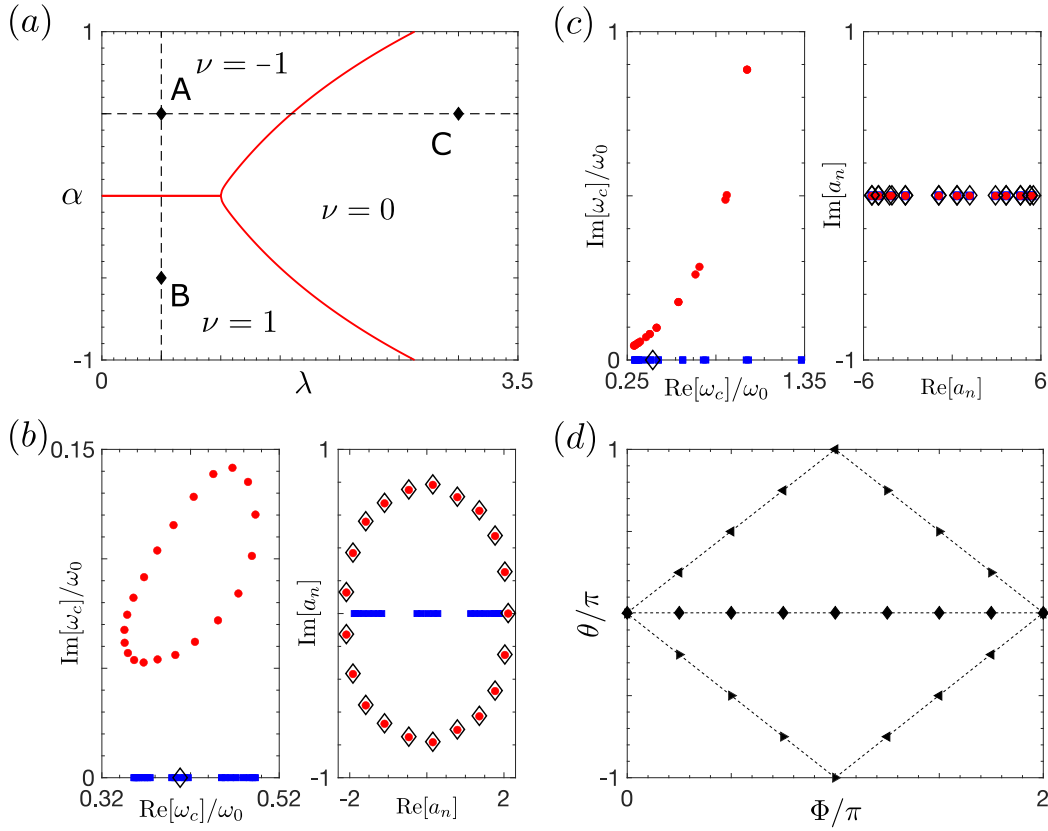 (a)
1
ν = −1
A
C
α
ν = 0
B
ν = 1
-1
0
λ
3.5
(c)
1
Im[ω_c]/ω_0
0
0.25
Re[ω_c]/ω_0
1.35
1
Im[a_n]
-1
-6
Re[a_n]
6
(b)
0.15
Im[ω_c]/ω_0
0
0.32
Re[ω_c]/ω_0
0.52
1
Im[a_n]
-1
-2
Re[a_n]
2
(d)
1
θ/π
-1
0
Φ/π
2